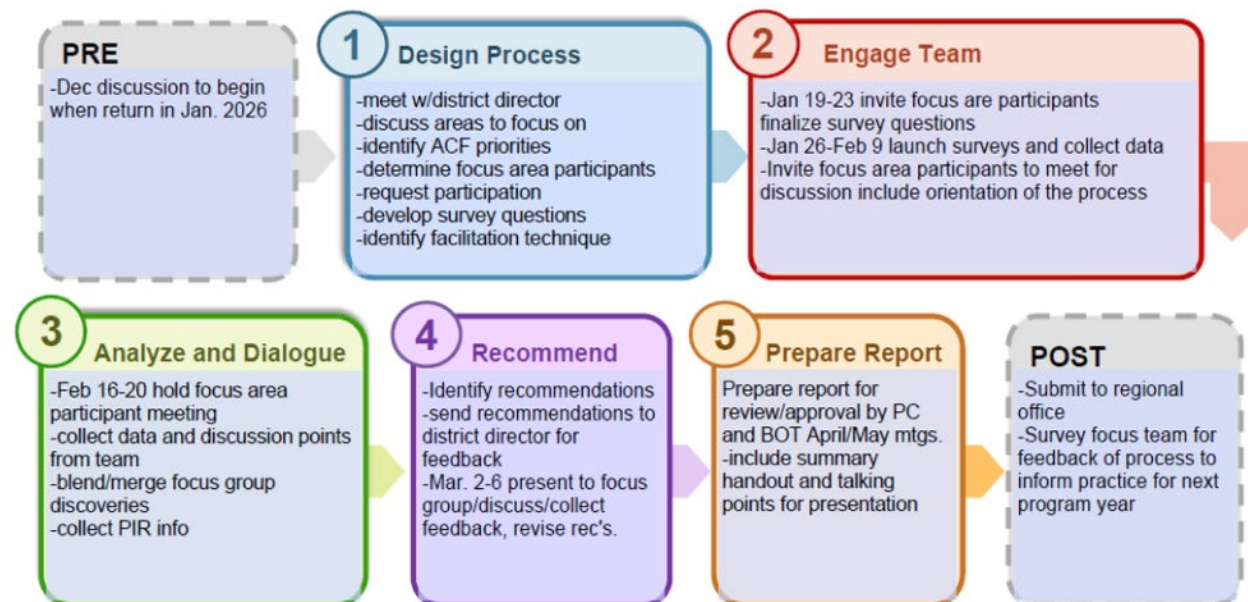 PRE
-Dec discussion to begin
when return in Jan. 2026
1
Design Process
-meet w/district director
-discuss areas to focus on
-identify ACF priorities
-determine focus area participants
-request participation
-develop survey questions
-identify facilitation technique
2
Engage Team
-Jan 19-23 invite focus are participants
finalize survey questions
-Jan 26-Feb 9 launch surveys and collect data
-Invite focus area participants to meet for
discussion include orientation of the process
3
Analyze and Dialogue
-Feb 16-20 hold focus area
participant meeting
-collect data and discussion points
from team
-blend/merge focus group
discoveries
-collect PIR info
4
Recommend
-Identify recommendations
-send recommendations to
district director for
feedback
-Mar. 2-6 present to focus
group/discuss/collect
feedback, revise rec's.
5
Prepare Report
Prepare report for
review/approval by PC
and BOT April/May mtgs.
-include summary
handout and talking
points for presentation
POST
-Submit to regional
office
-Survey focus team for
feedback of process to
inform practice for next
program year